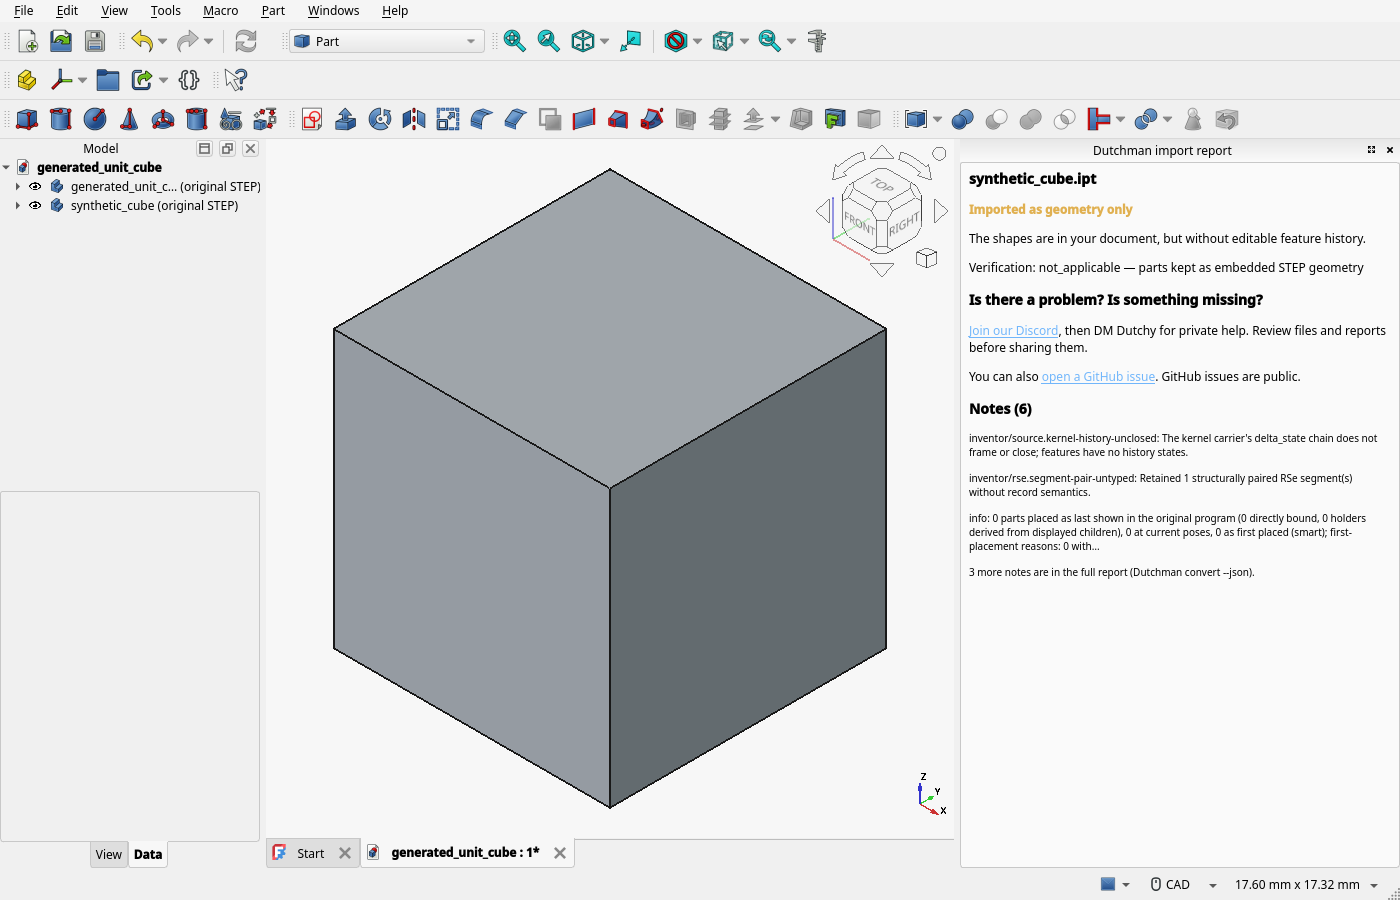 File Edit View Tools Macro Part Windows Help
Part
Model
generated_unit_cube
generated_unit_c... (original STEP)
synthetic_cube (original STEP)
View Data
TOP
FRONT RIGHT
Z
Y
X
Start
generated_unit_cube : 1*
Dutchman import report
synthetic_cube.ipt
Imported as geometry only
The shapes are in your document, but without editable feature history.
Verification: not_applicable — parts kept as embedded STEP geometry
Is there a problem? Is something missing?
Join our Discord, then DM Dutchy for private help. Review files and reports
before sharing them.
You can also open a GitHub issue. GitHub issues are public.
Notes (6)
inventor/source.kernel-history-unclosed: The kernel carrier's delta_state chain does not
frame or close; features have no history states.
inventor/rse.segment-pair-untyped: Retained 1 structurally paired RSe segment(s)
without record semantics.
info: 0 parts placed as last shown in the original program (0 directly bound, 0 holders
derived from displayed children), 0 at current poses, 0 as first placed (smart); first-
placement reasons: 0 with...
3 more notes are in the full report (Dutchman convert --json).
CAD
17.60 mm x 17.32 mm